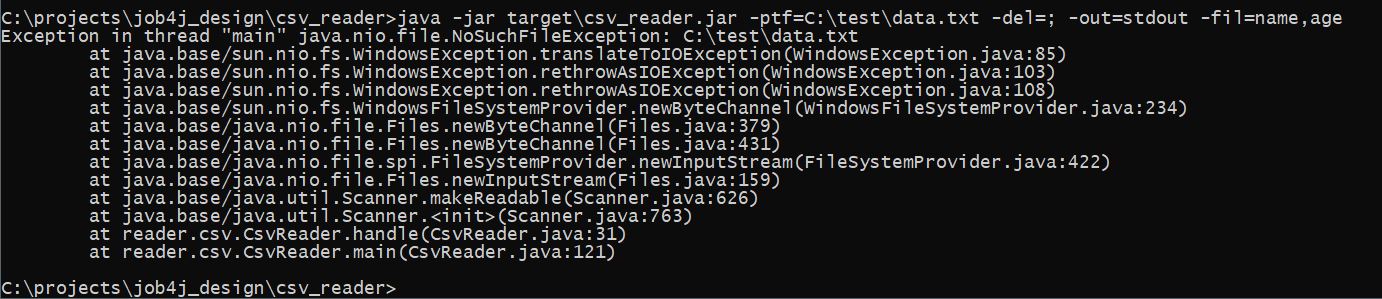 C:\projects\job4j_design\csv_reader>java -jar target\csv_reader.jar -ptf=C:\test\data.txt -del=; -out=stdout -fil=name,age
Exception in thread "main" java.nio.file.NoSuchFileException: C:\test\data.txt
        at java.base/sun.nio.fs.WindowsException.translateToIOException(WindowsException.java:85)
        at java.base/sun.nio.fs.WindowsException.rethrowAsIOException(WindowsException.java:103)
        at java.base/sun.nio.fs.WindowsException.rethrowAsIOException(WindowsException.java:108)
        at java.base/sun.nio.fs.WindowsFileSystemProvider.newByteChannel(WindowsFileSystemProvider.java:234)
        at java.base/java.nio.file.Files.newByteChannel(Files.java:379)
        at java.base/java.nio.file.Files.newByteChannel(Files.java:431)
        at java.base/java.nio.file.spi.FileSystemProvider.newInputStream(FileSystemProvider.java:422)
        at java.base/java.nio.file.Files.newInputStream(Files.java:159)
        at java.base/java.util.Scanner.makeReadable(Scanner.java:626)
        at java.base/java.util.Scanner.<init>(Scanner.java:763)
        at reader.csv.CsvReader.handle(CsvReader.java:31)
        at reader.csv.CsvReader.main(CsvReader.java:121)
C:\projects\job4j_design\csv_reader>